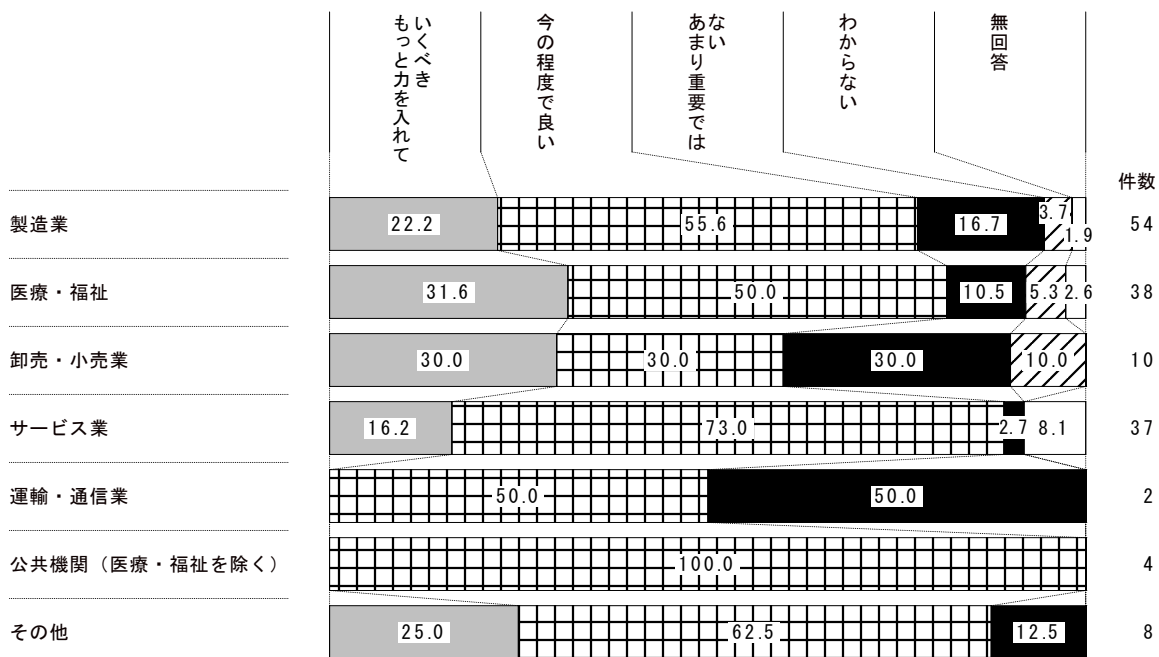 もっと力を入れて
いくべき
今の程度で良い
あまり重要では
ない
わからない
無回答
件数
製造業 22.2 55.6 16.7 3.7 1.9 54
医療・福祉 31.6 50.0 10.5 5.3 2.6 38
卸売・小売業 30.0 30.0 30.0 10.0 10
サービス業 16.2 73.0 2.7 8.1 37
運輸・通信業 50.0 50.0 2
公共機関（医療・福祉を除く） 100.0 4
その他 25.0 62.5 12.5 8